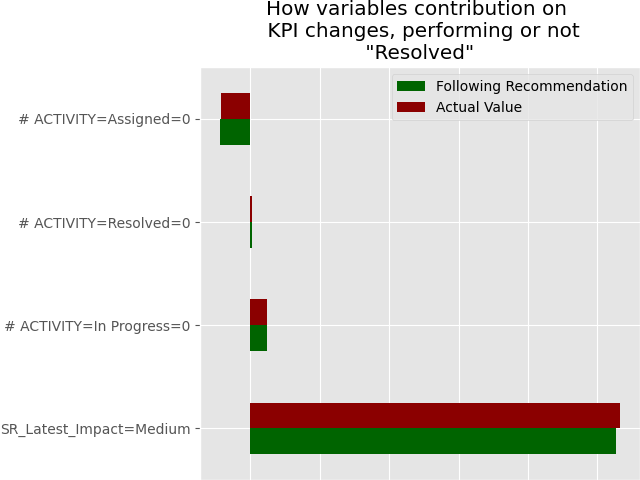 How variables contribution on
KPI changes, performing or not
"Resolved"
Following Recommendation
Actual Value
# ACTIVITY=Assigned=0
# ACTIVITY=Resolved=0
# ACTIVITY=In Progress=0
SR_Latest_Impact=Medium